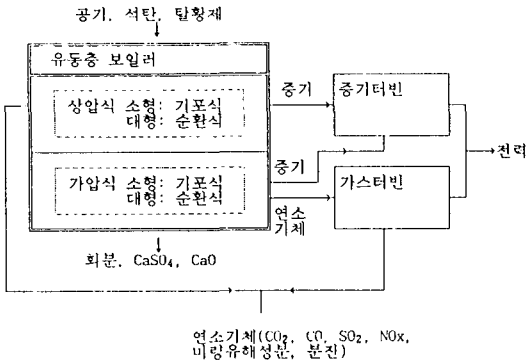 공기, 석탄, 탈황제
유동층 보일러
상압식 소형: 기포식
대형: 순환식
증기
증기터빈
전력
가압식 소형: 기포식
대형: 순환식
증기
연소
기체
가스터빈
회분, CaSO₄, CaO
연소기체(CO₂, CO, SO₂, NOx,
미량유해성분, 분진)